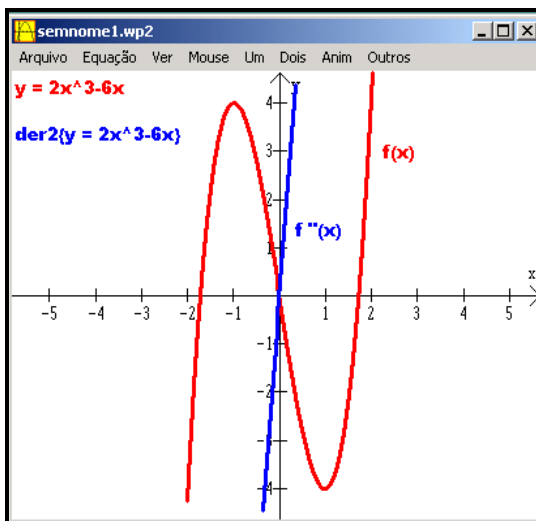 semnome1.wp2
Arquivo Equação Ver Mouse Um Dois Anim Outros
y = 2x^3-6x
der2(y = 2x^3-6x)
y
4
3
2
1
f(x)
f "(x)
x
-5 -4 -3 -2 -1 0 1 2 3 4 5
-1
-2
-3
-4